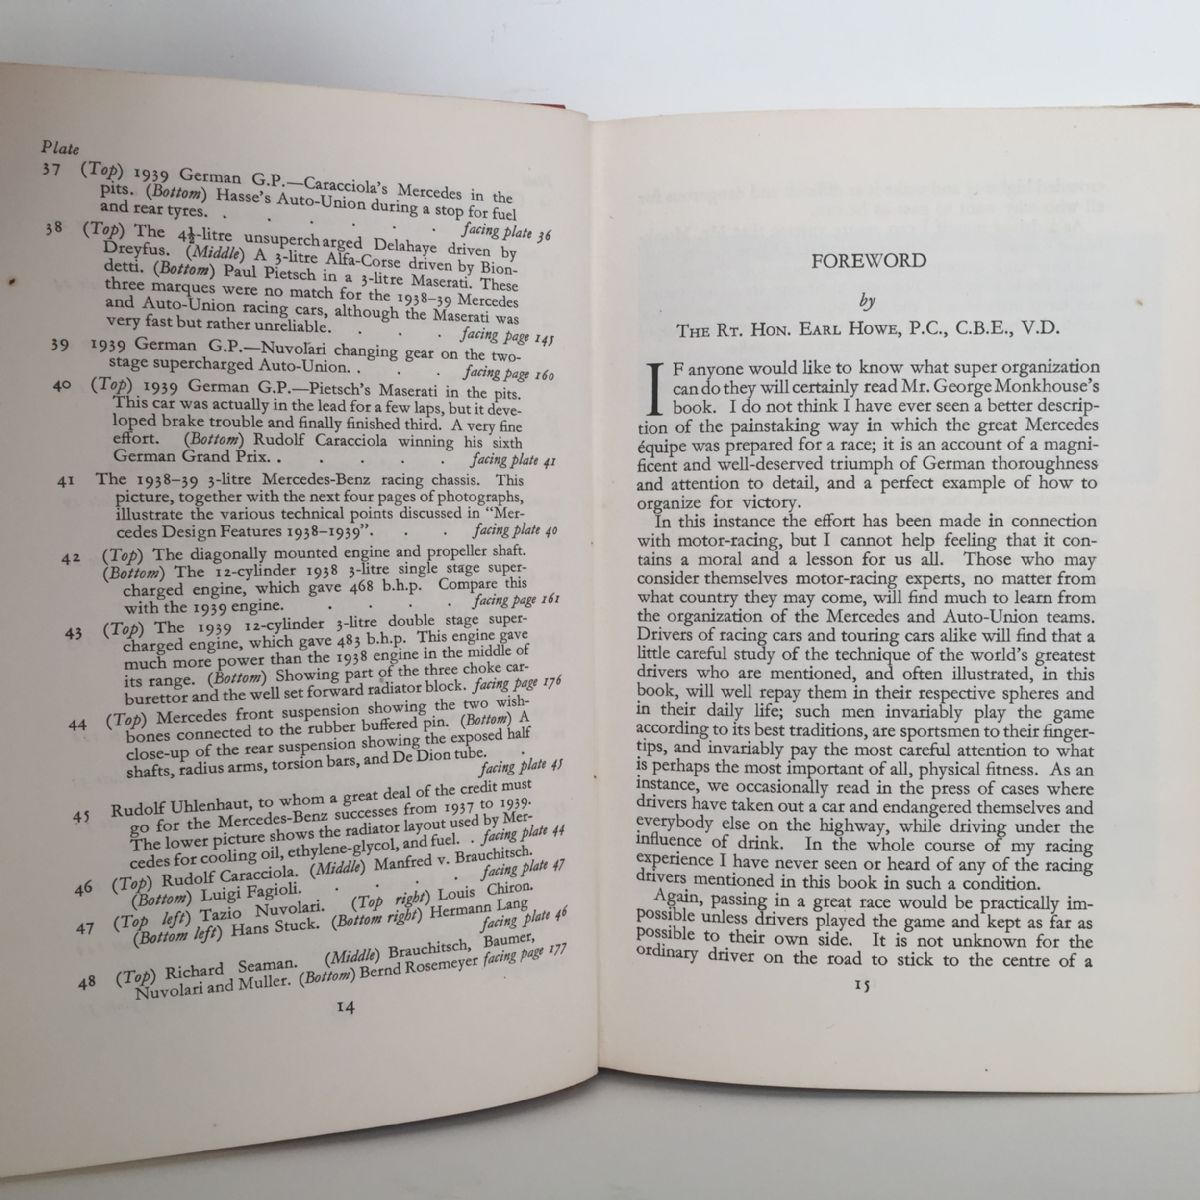 Plate
37 (Top) 1939 German G.P.—Caracciola's Mercedes in the
pits. (Bottom) Hasse's Auto-Union during a stop for fuel
and rear tyres. . . . . . facing plate 36
38 (Top) The 4½-litre unsupercharged Delahaye driven by
Dreyfus. (Middle) A 3-litre Alfa-Corse driven by Bion-
detti. (Bottom) Paul Pietsch in a 3-litre Maserati. These
three marques were no match for the 1938–39 Mercedes
and Auto-Union racing cars, although the Maserati was
very fast but rather unreliable. . . . facing page 145
39 1939 German G.P.—Nuvolari changing gear on the two-
stage supercharged Auto-Union. . . . facing page 160
40 (Top) 1939 German G.P.—Pietsch's Maserati in the pits.
This car was actually in the lead for a few laps, but it deve-
loped brake trouble and finally finished third. A very fine
effort. (Bottom) Rudolf Caracciola winning his sixth
German Grand Prix. . . . . . facing plate 41
41 The 1938–39 3-litre Mercedes-Benz racing chassis. This
picture, together with the next four pages of photographs,
illustrate the various technical points discussed in “Mer-
cedes Design Features 1938–1939”. . . facing plate 40
42 (Top) The diagonally mounted engine and propeller shaft.
(Bottom) The 12-cylinder 1938 3-litre single stage super-
charged engine, which gave 468 b.h.p. Compare this
with the 1939 engine. . . . . facing page 161
43 (Top) The 1939 12-cylinder 3-litre double stage super-
charged engine, which gave 483 b.h.p. This engine gave
much more power than the 1938 engine in the middle of
its range. (Bottom) Showing part of the three choke car-
burettor and the well set forward radiator block. facing page 176
44 (Top) Mercedes front suspension showing the two wish-
bones connected to the rubber buffered pin. (Bottom) A
close-up of the rear suspension showing the exposed half
shafts, radius arms, torsion bars, and De Dion tube. .
facing plate 45
45 Rudolf Uhlenhaut, to whom a great deal of the credit must
go for the Mercedes-Benz successes from 1937 to 1939.
The lower picture shows the radiator layout used by Mer-
cedes for cooling oil, ethylene-glycol, and fuel. . facing plate 44
46 (Top) Rudolf Caracciola. (Middle) Manfred v. Brauchitsch.
(Bottom) Luigi Fagioli. . . . . facing plate 47
47 (Top left) Tazio Nuvolari. (Top right) Louis Chiron.
(Bottom left) Hans Stuck. (Bottom right) Hermann Lang
facing plate 46
48 (Top) Richard Seaman. (Middle) Brauchitsch, Baumer,
Nuvolari and Muller. (Bottom) Bernd Rosemeyer facing page 177
14
FOREWORD
by
THE RT. HON. EARL HOWE, P.C., C.B.E., V.D.
IF anyone would like to know what super organization
can do they will certainly read Mr. George Monkhouse's
book. I do not think I have ever seen a better descrip-
tion of the painstaking way in which the great Mercedes
équipe was prepared for a race; it is an account of a magni-
ficent and well-deserved triumph of German thoroughness
and attention to detail, and a perfect example of how to
organize for victory.
In this instance the effort has been made in connection
with motor-racing, but I cannot help feeling that it con-
tains a moral and a lesson for us all. Those who may
consider themselves motor-racing experts, no matter from
what country they may come, will find much to learn from
the organization of the Mercedes and Auto-Union teams.
Drivers of racing cars and touring cars alike will find that a
little careful study of the technique of the world's greatest
drivers who are mentioned, and often illustrated, in this
book, will well repay them in their respective spheres and
in their daily life; such men invariably play the game
according to its best traditions, are sportsmen to their finger-
tips, and invariably pay the most careful attention to what
is perhaps the most important of all, physical fitness. As an
instance, we occasionally read in the press of cases where
drivers have taken out a car and endangered themselves and
everybody else on the highway, while driving under the
influence of drink. In the whole course of my racing
experience I have never seen or heard of any of the racing
drivers mentioned in this book in such a condition.
Again, passing in a great race would be practically im-
possible unless drivers played the game and kept as far as
possible to their own side. It is not unknown for the
ordinary driver on the road to stick to the centre of a
15